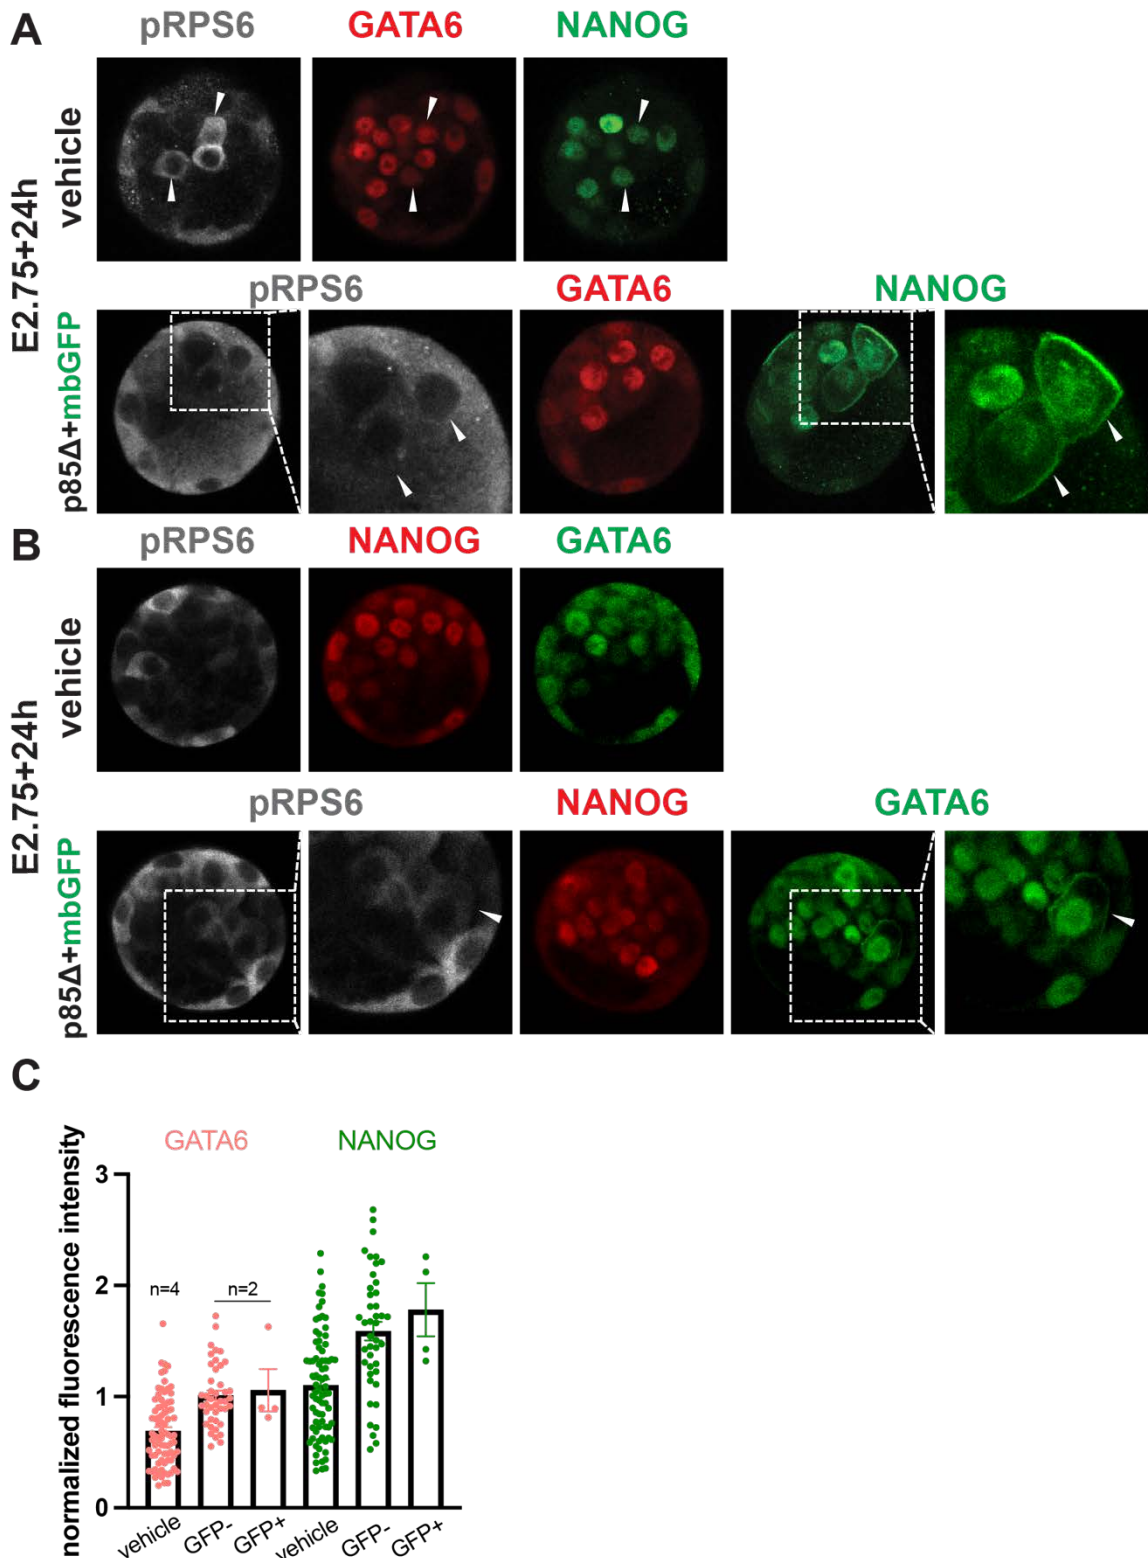 A
pRPS6 GATA6 NANOG
E2.75+24h
vehicle
pRPS6 GATA6 NANOG
p85Δ+mbGFP
B
pRPS6 NANOG GATA6
E2.75+24h
vehicle
pRPS6 NANOG GATA6
p85Δ+mbGFP
C
GATA6 NANOG
normalized fluorescence intensity
3
n=4 n=2
2
1
0
vehicle GFP- GFP+ vehicle GFP- GFP+